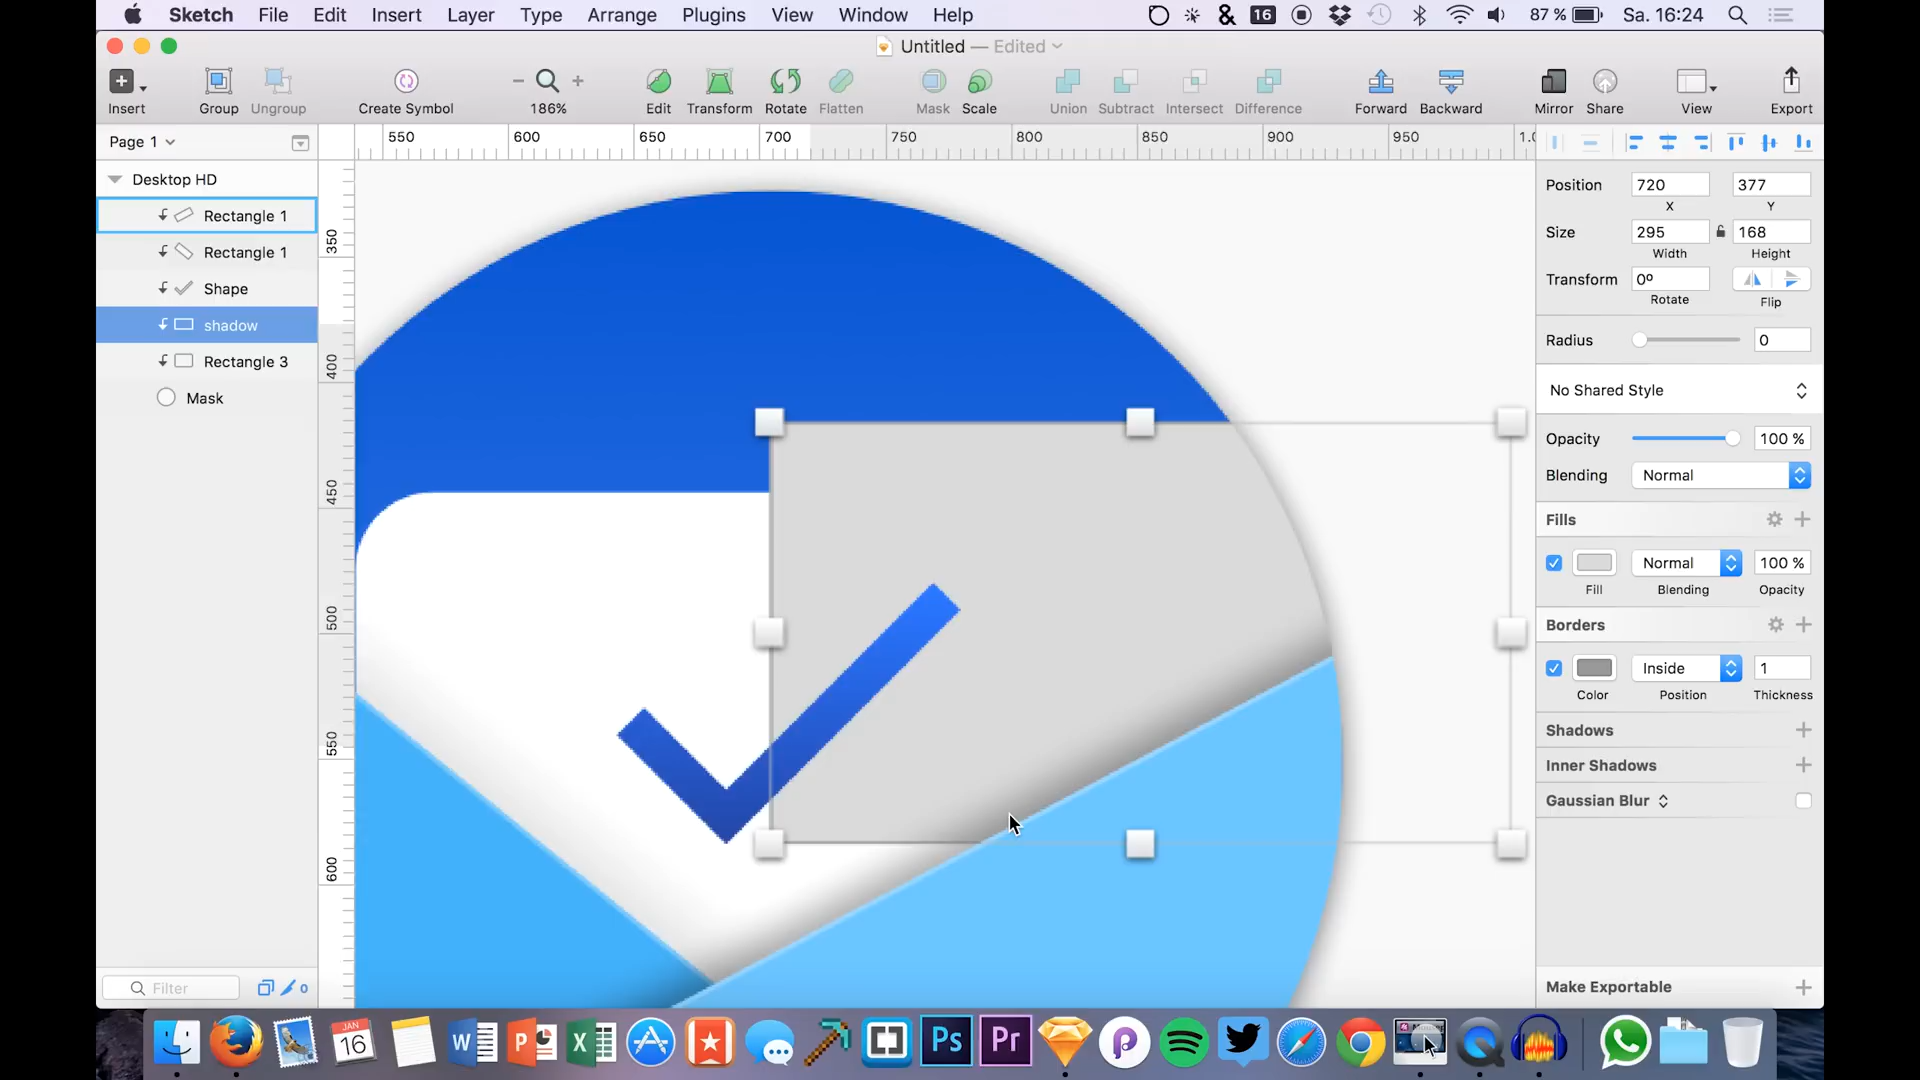 Sketch File Edit Insert Layer Type Arrange Plugins View Window Help 16 87 % Sa. 16:24
Untitled — Edited
Insert Group Ungroup Create Symbol 186% Edit Transform Rotate Flatten Mask Scale Union Subtract Intersect Difference Forward Backward Mirror Share View Export
Page 1
550 600 650 700 750 800 850 900 950 1.0
Desktop HD
Rectangle 1
Rectangle 1
Shape
shadow
Rectangle 3
Mask
350
400
450
500
550
600
Position 720 377
X Y
Size 295 168
Width Height
Transform 0º
Rotate Flip
Radius 0
No Shared Style
Opacity 100 %
Blending Normal
Fills
Normal 100 %
Fill Blending Opacity
Borders
Inside 1
Color Position Thickness
Shadows
Inner Shadows
Gaussian Blur
Make Exportable
Filter 0
JAN
16
W P X Ps Pr